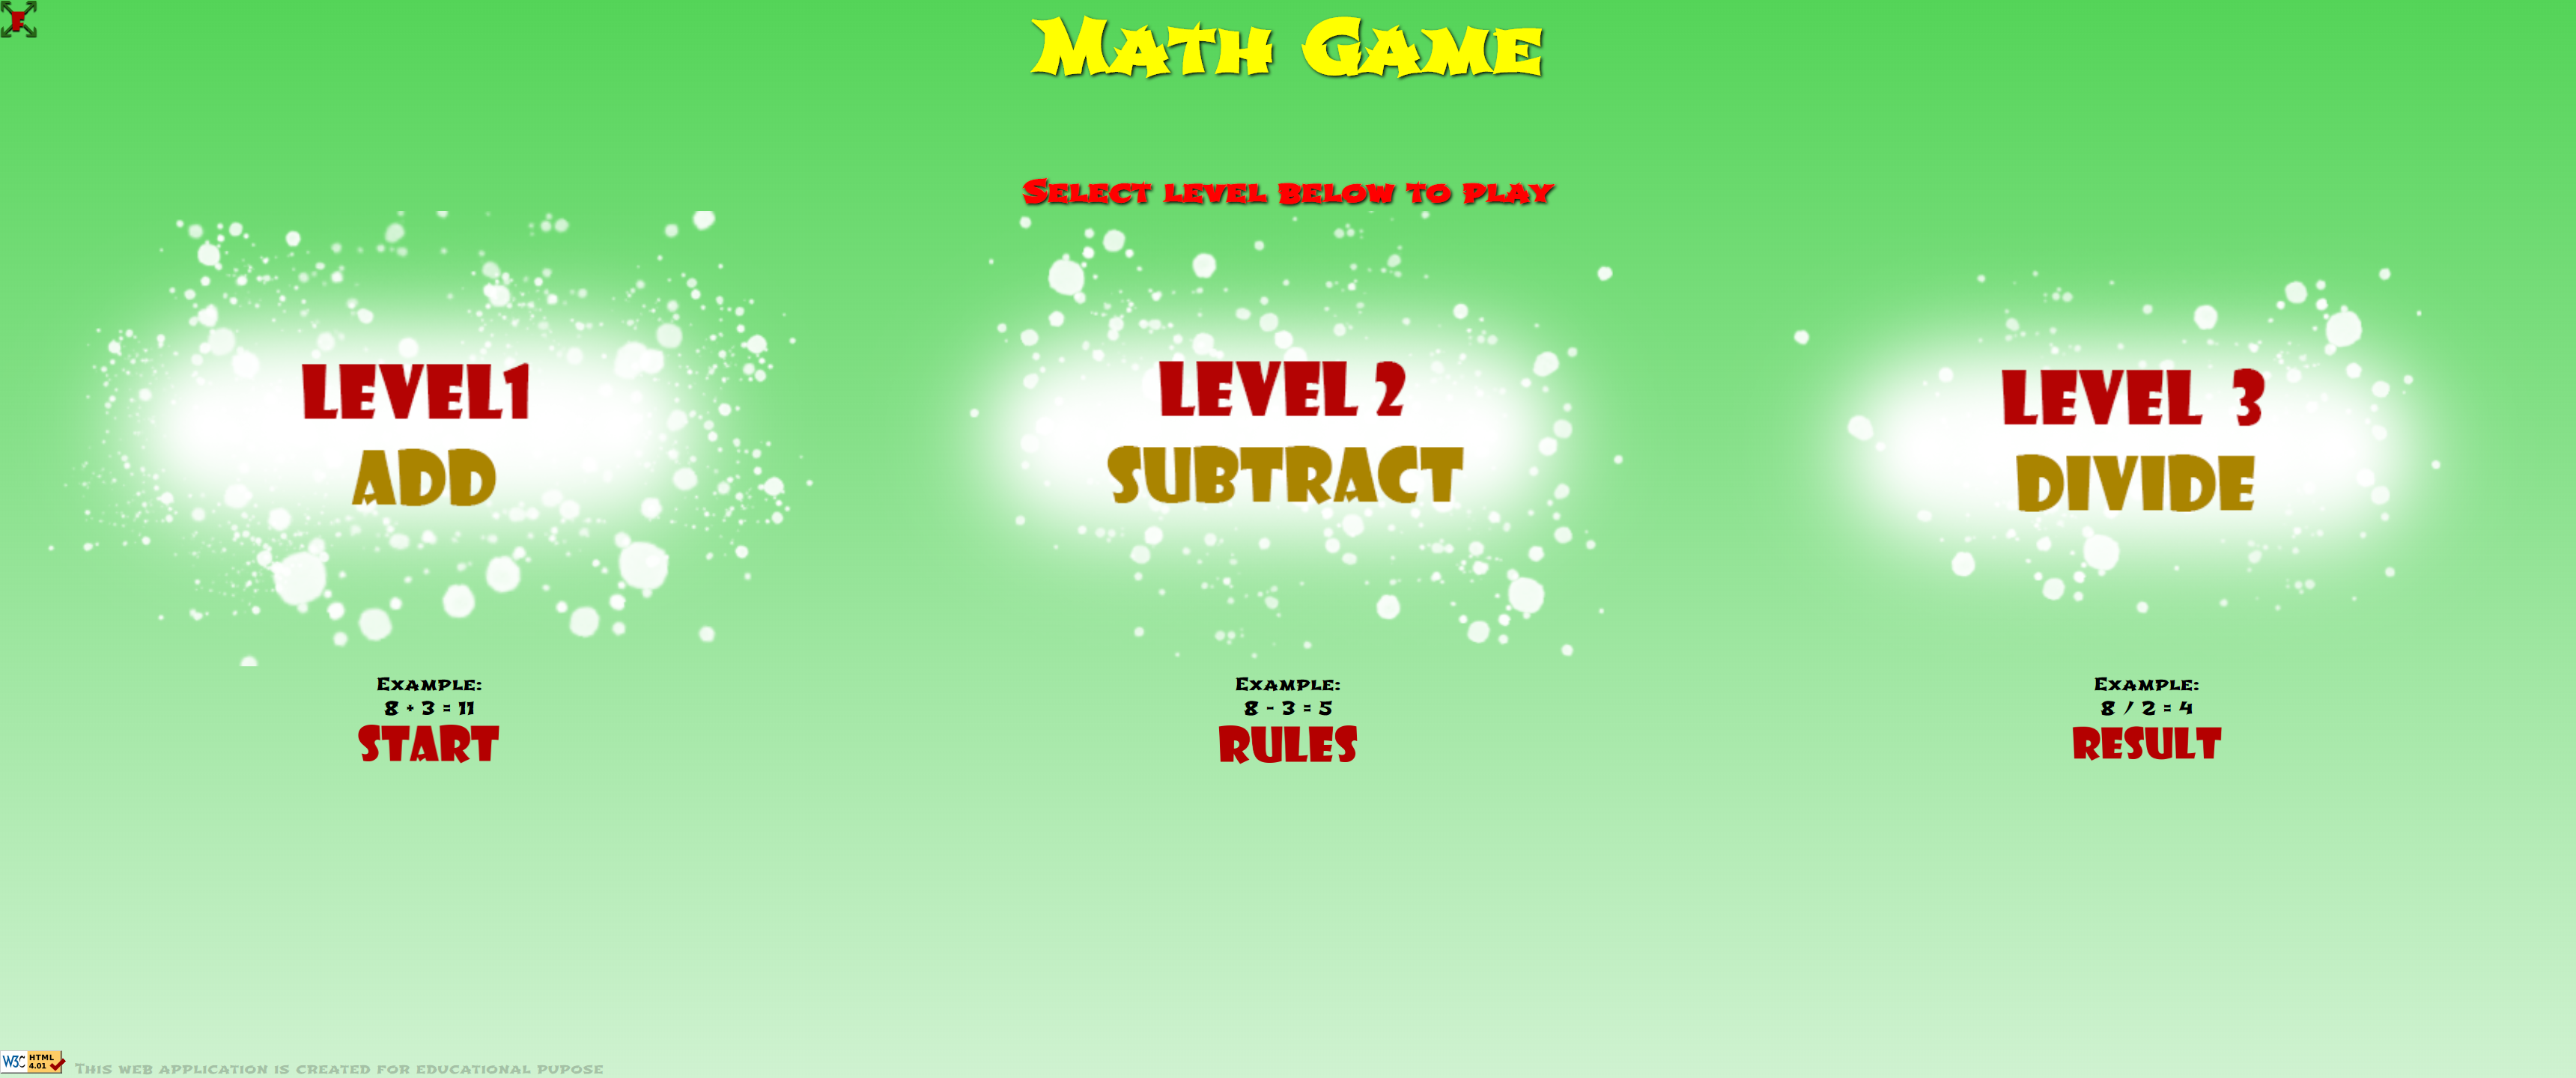 F
Math Game
Select level below to play
LEVEL1
ADD
LEVEL 2
SUBTRACT
LEVEL 3
DIVIDE
Example:
8 + 3 = 11
START
Example:
8 - 3 = 5
RULES
Example:
8 / 2 = 4
RESULT
W3C HTML
4.01
This web application is created for educational pupose